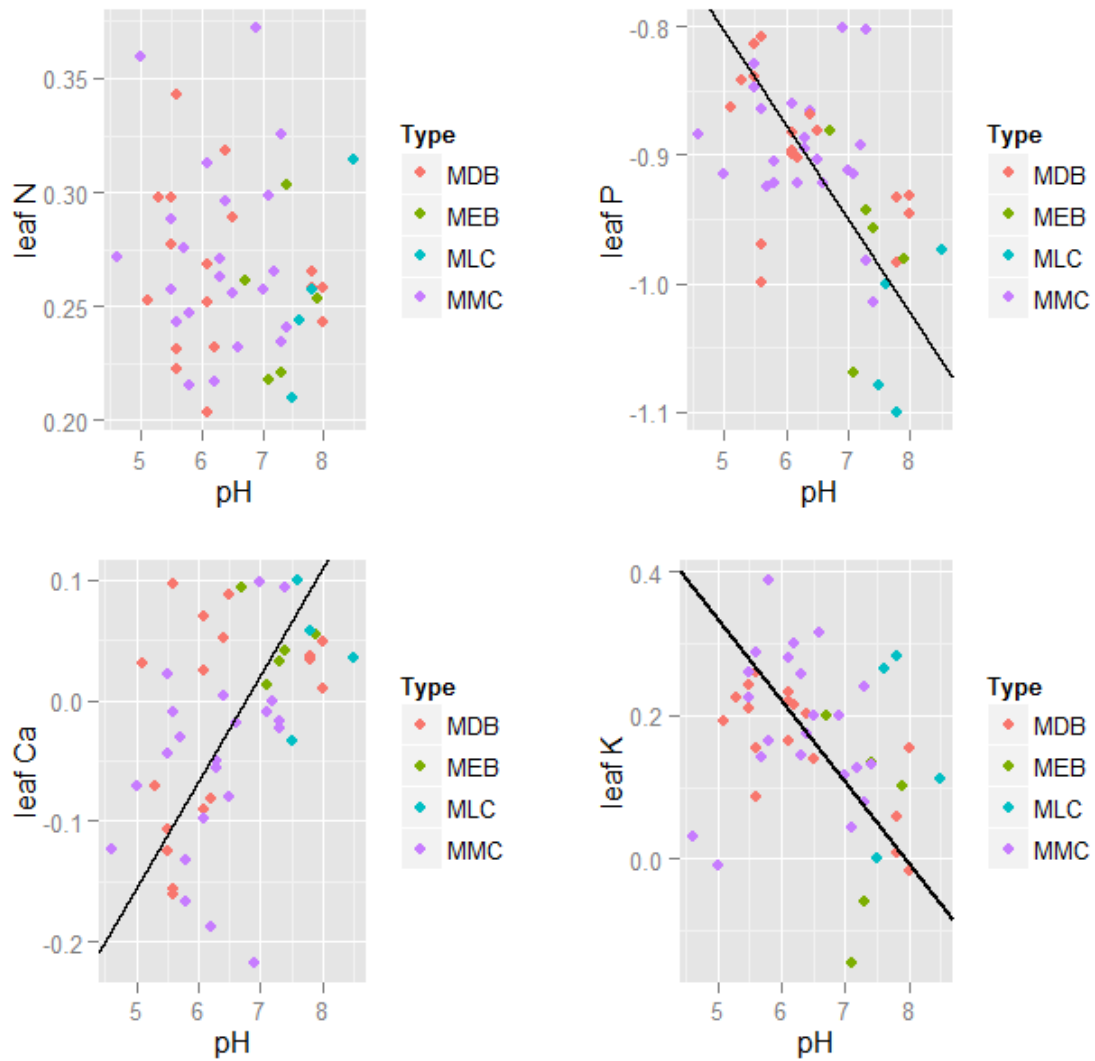 leaf N
0.35
0.30
0.25
0.20
5 6 7 8
pH
Type
MDB
MEB
MLC
MMC
leaf P
-0.8
-0.9
-1.0
-1.1
5 6 7 8
pH
Type
MDB
MEB
MLC
MMC
leaf Ca
0.1
0.0
-0.1
-0.2
5 6 7 8
pH
Type
MDB
MEB
MLC
MMC
leaf K
0.4
0.2
0.0
5 6 7 8
pH
Type
MDB
MEB
MLC
MMC